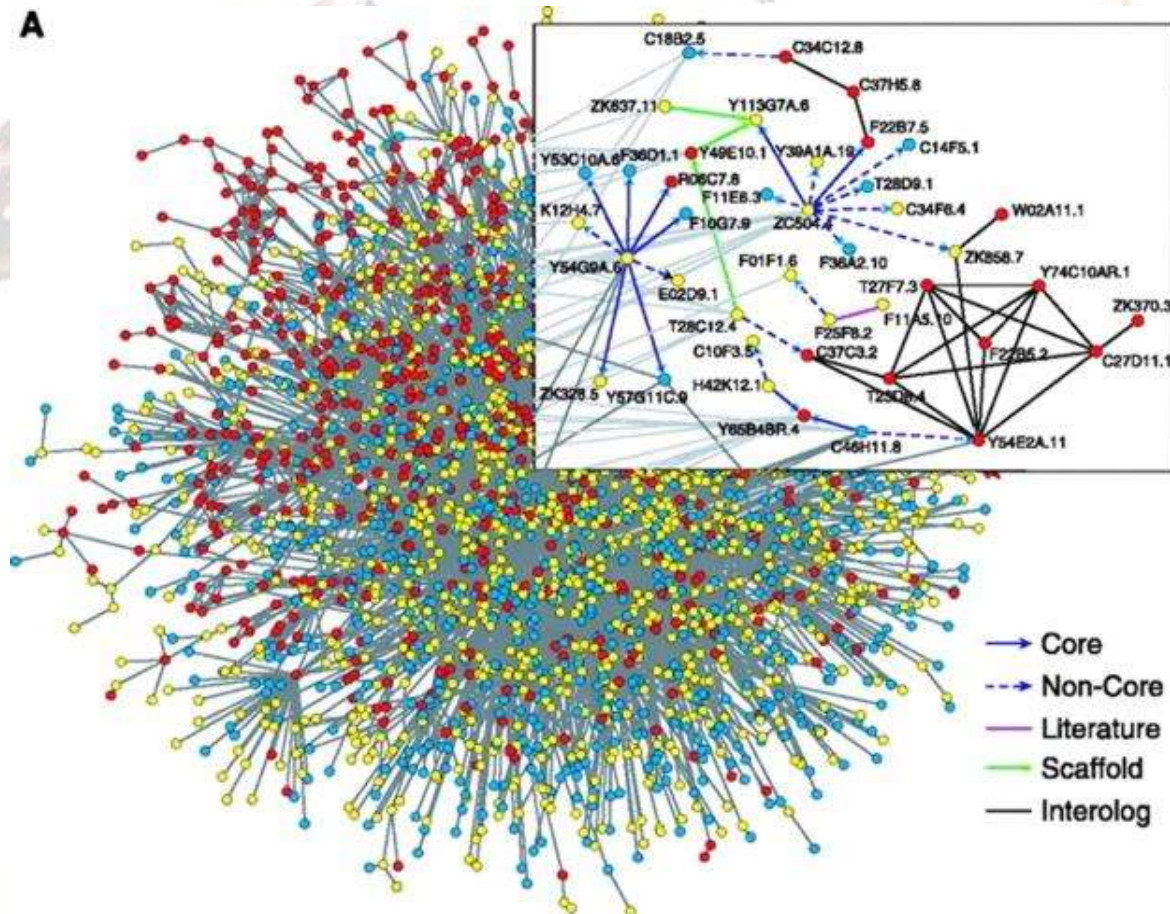 A
C18B2.5
C34C12.8
C37H5.8
ZK637.11
Y113G7A.6
F22B7.5
Y53C10A.6
F36D1.1
Y49E10.1
Y39A1A.19
C14F5.1
R06C7.8
T28D9.1
K12H4.7
F11E6.3
C34F6.4
F10G7.9
ZC504.4
W02A11.1
Y54G9A.6
F01F1.6
F36A2.10
ZK858.7
E02D9.1
T27F7.3
Y74C10AR.1
T28C12.4
F25F8.2
F11A5.10
ZK370.3
C10F3.5
C37C3.2
F22B5.2
C27D11.1
ZK328.5
Y57G11C.9
H42K12.1
Y65B4BR.4
C46H11.8
Y54E2A.11
Core
Non-Core
Literature
Scaffold
Interolog